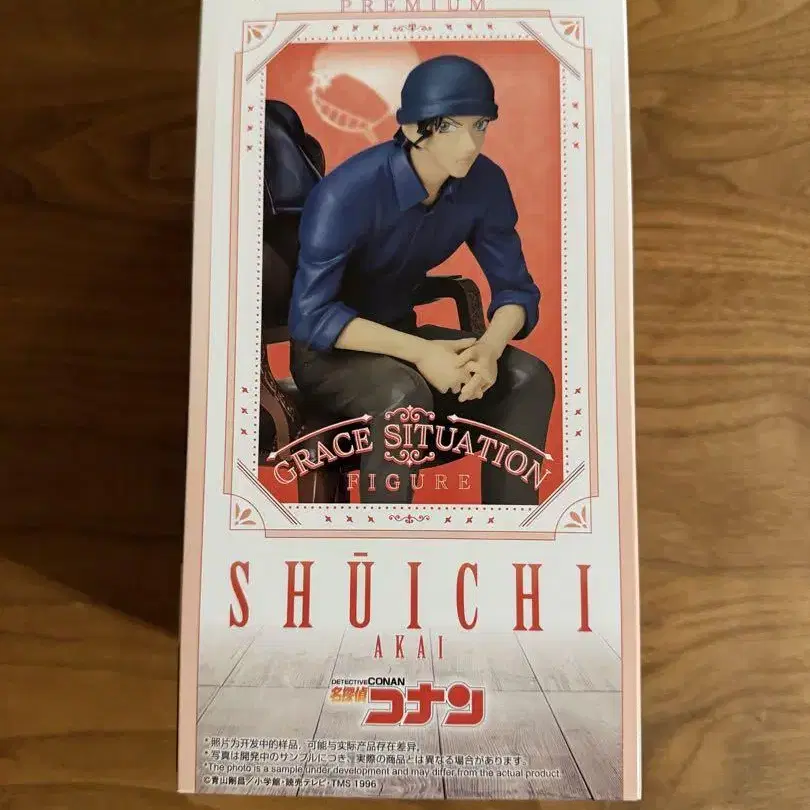 PREMIUM
GRACE SITUATION
FIGURE
SHŪICHI
AKAI
DETECTIVE CONAN
名探偵コナン
*照片为开发中的样品，可能与实际产品存在差异。
*写真は開発中のサンプルにつき、実際の商品とは異なる場合があります。
*The photo is a sample under development and may differ from the actual product.
©青山剛昌／小学館・読売テレビ・TMS 1996